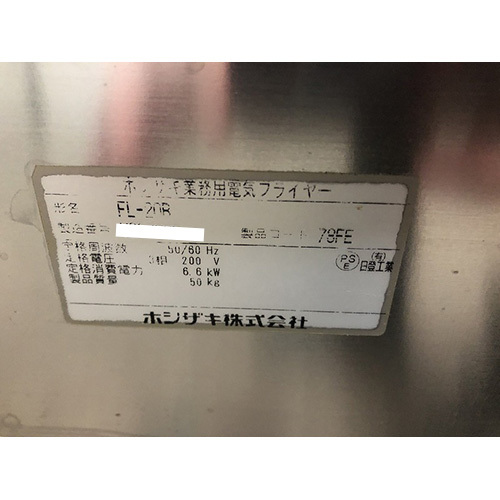 ホシザキ業務用電気フライヤー
形名 FL-20B
製造番号 製品コード 79FE
定格周波数 50/60 Hz
定格電圧 3相 200 V
定格消費電力 6.6 kW
製品質量 50 kg
PS
E
(有)
日登工業
ホシザキ株式会社